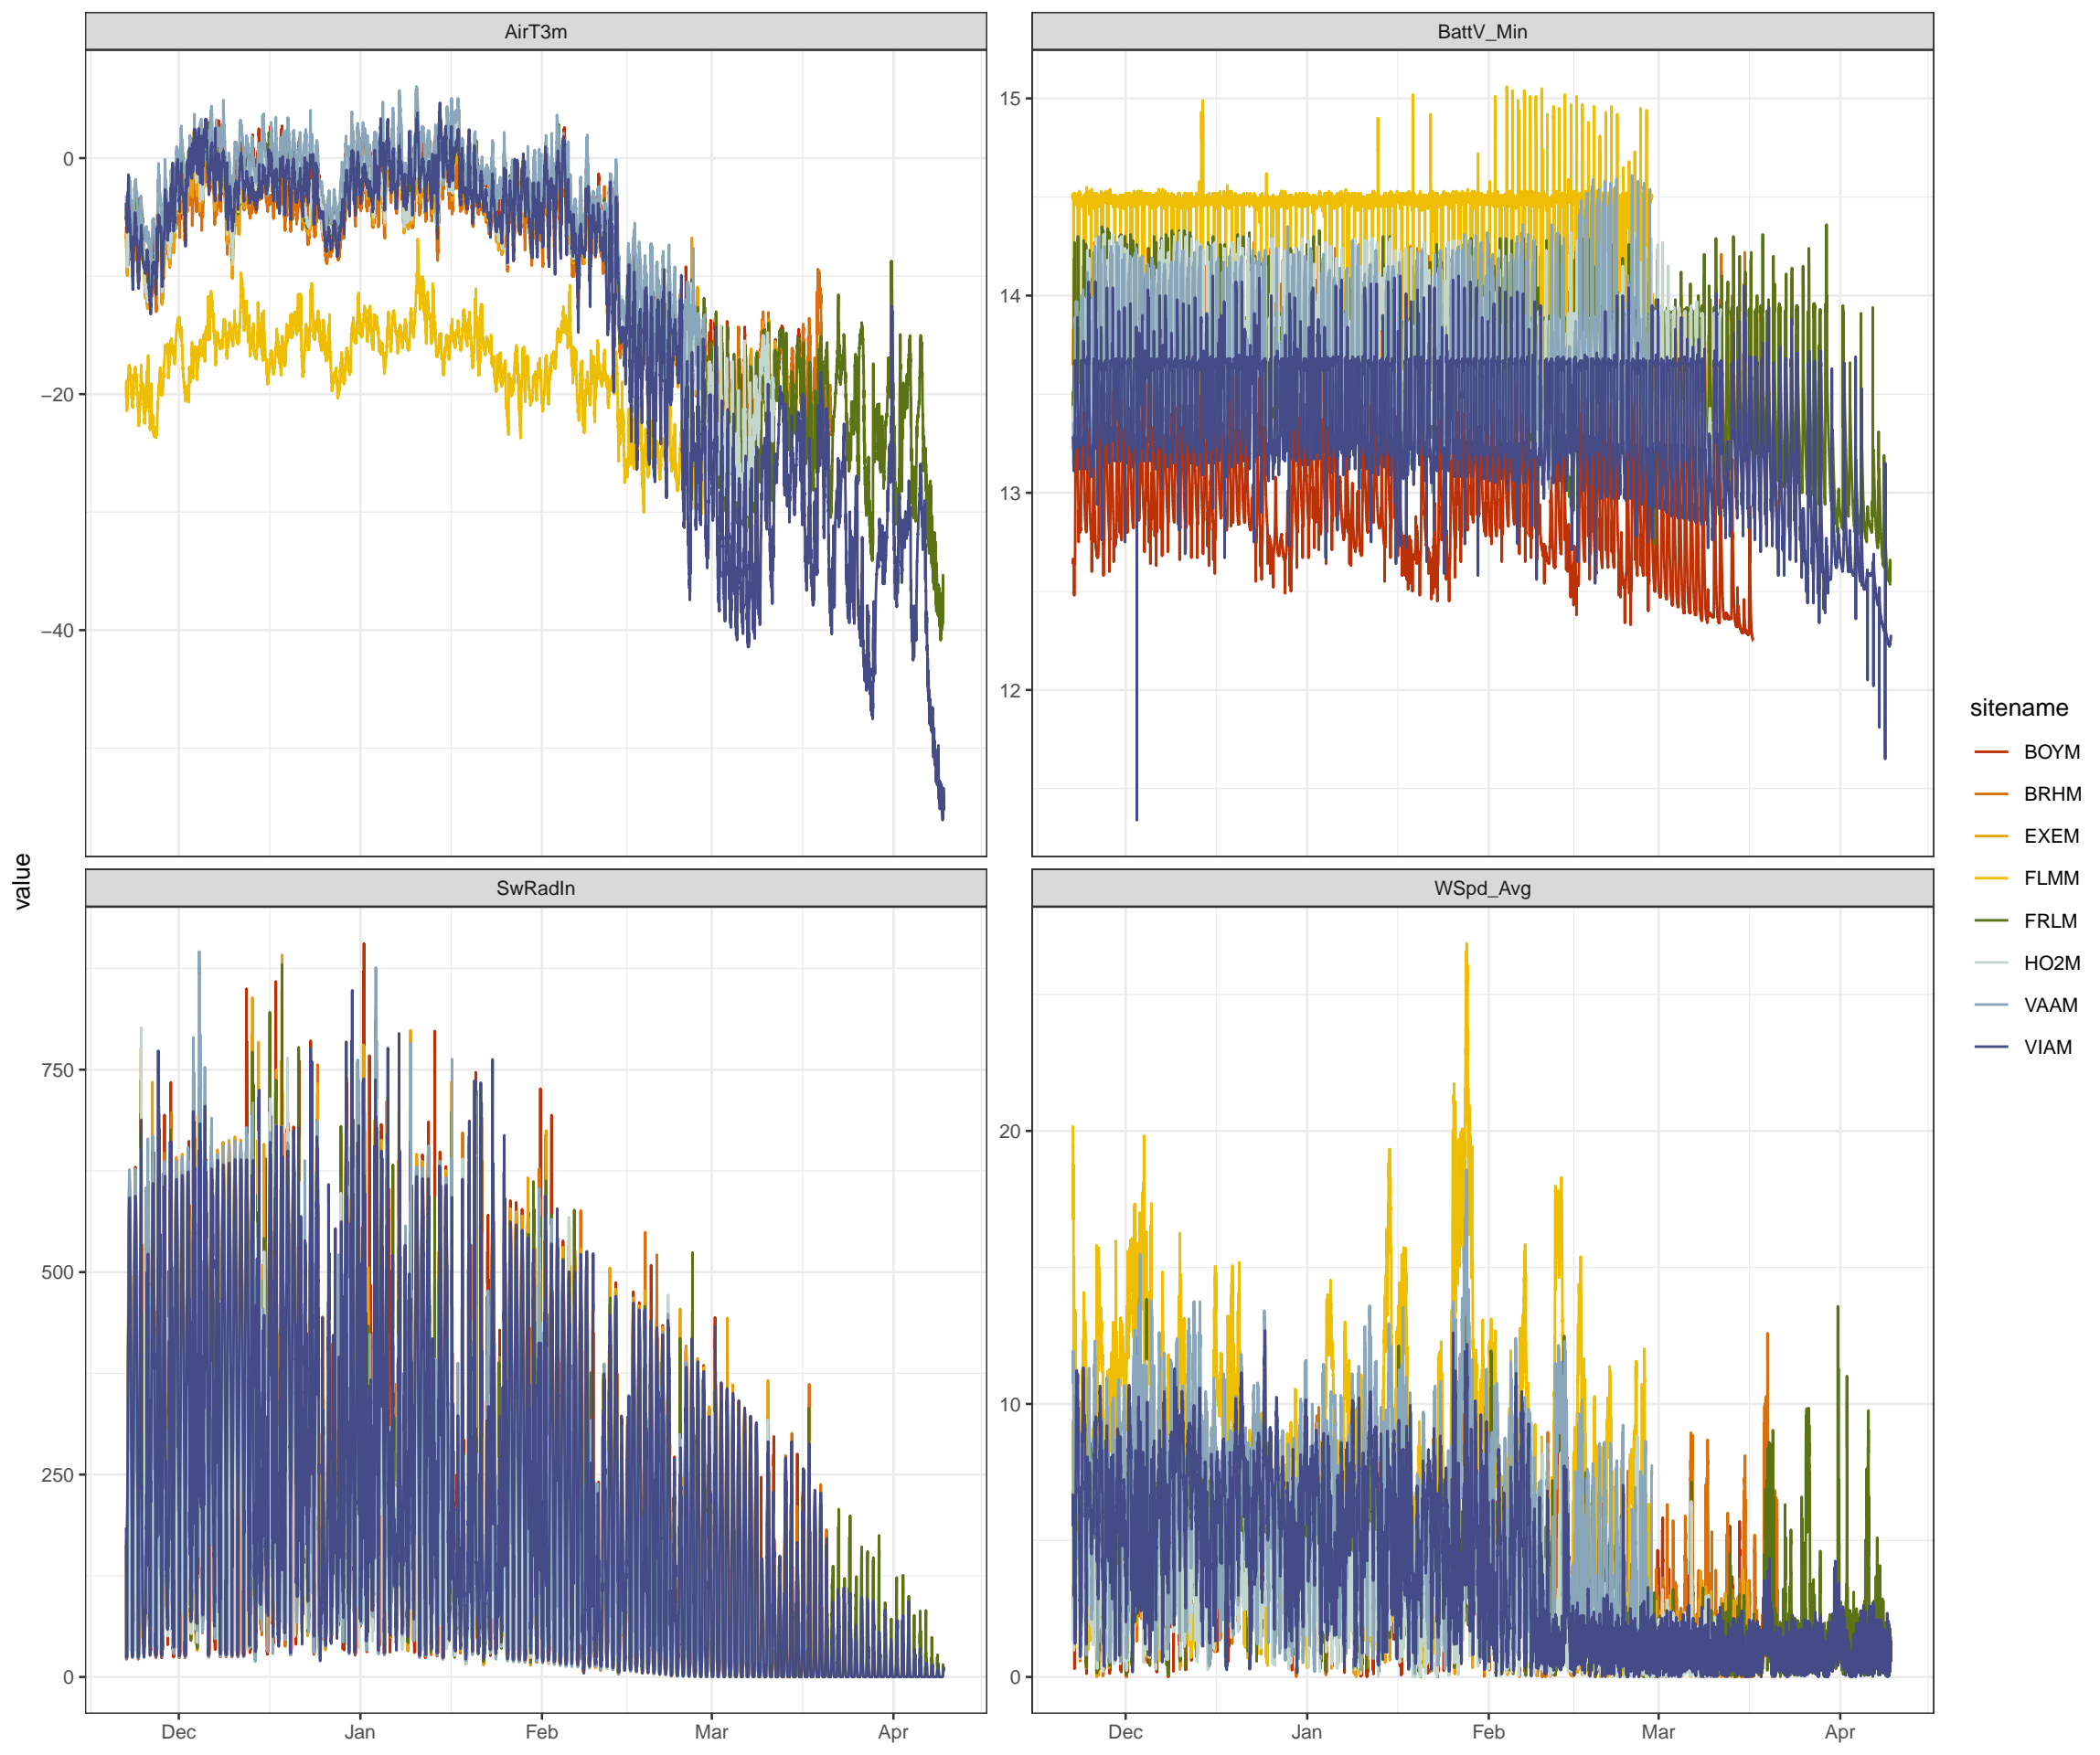 AirT3m
BattV_Min
0
−20
−40
15
14
13
12
SwRadIn
WSpd_Avg
750
500
250
0
20
10
0
Dec Jan Feb Mar Apr
Dec Jan Feb Mar Apr
value
sitename
BOYM
BRHM
EXEM
FLMM
FRLM
HO2M
VAAM
VIAM